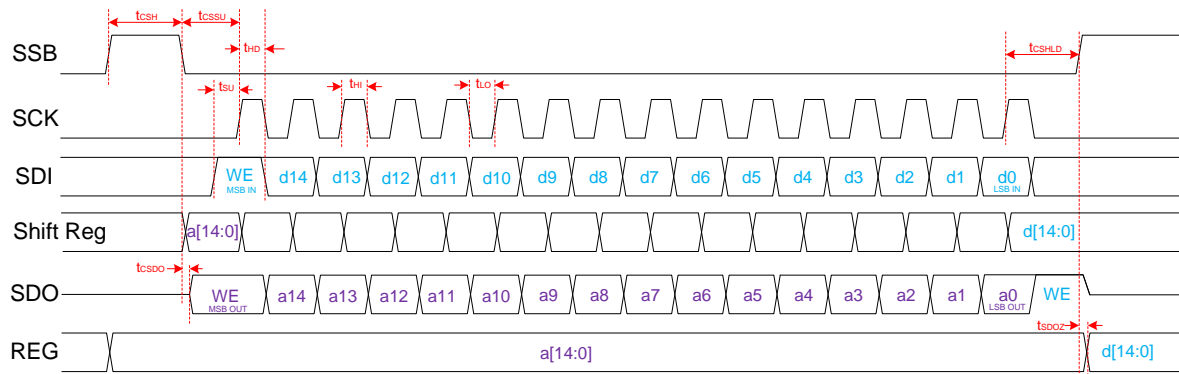 tCSH tCSSU
SSB tHD tCSHLD
tSU tHI tLO
SCK
SDI WE d14 d13 d12 d11 d10 d9 d8 d7 d6 d5 d4 d3 d2 d1 d0
MSB IN LSB IN
Shift Reg a[14:0] d[14:0]
tCSDO
SDO WE a14 a13 a12 a11 a10 a9 a8 a7 a6 a5 a4 a3 a2 a1 a0 WE
MSB OUT LSB OUT
tSDOZ
REG a[14:0] d[14:0]